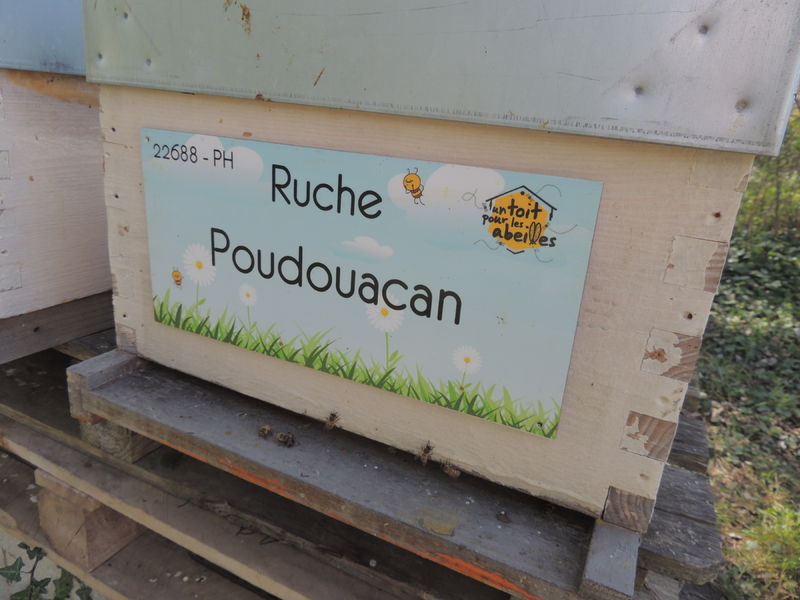 22688 - PH
Ruche
Poudouacan
un toit
pour les
abeilles